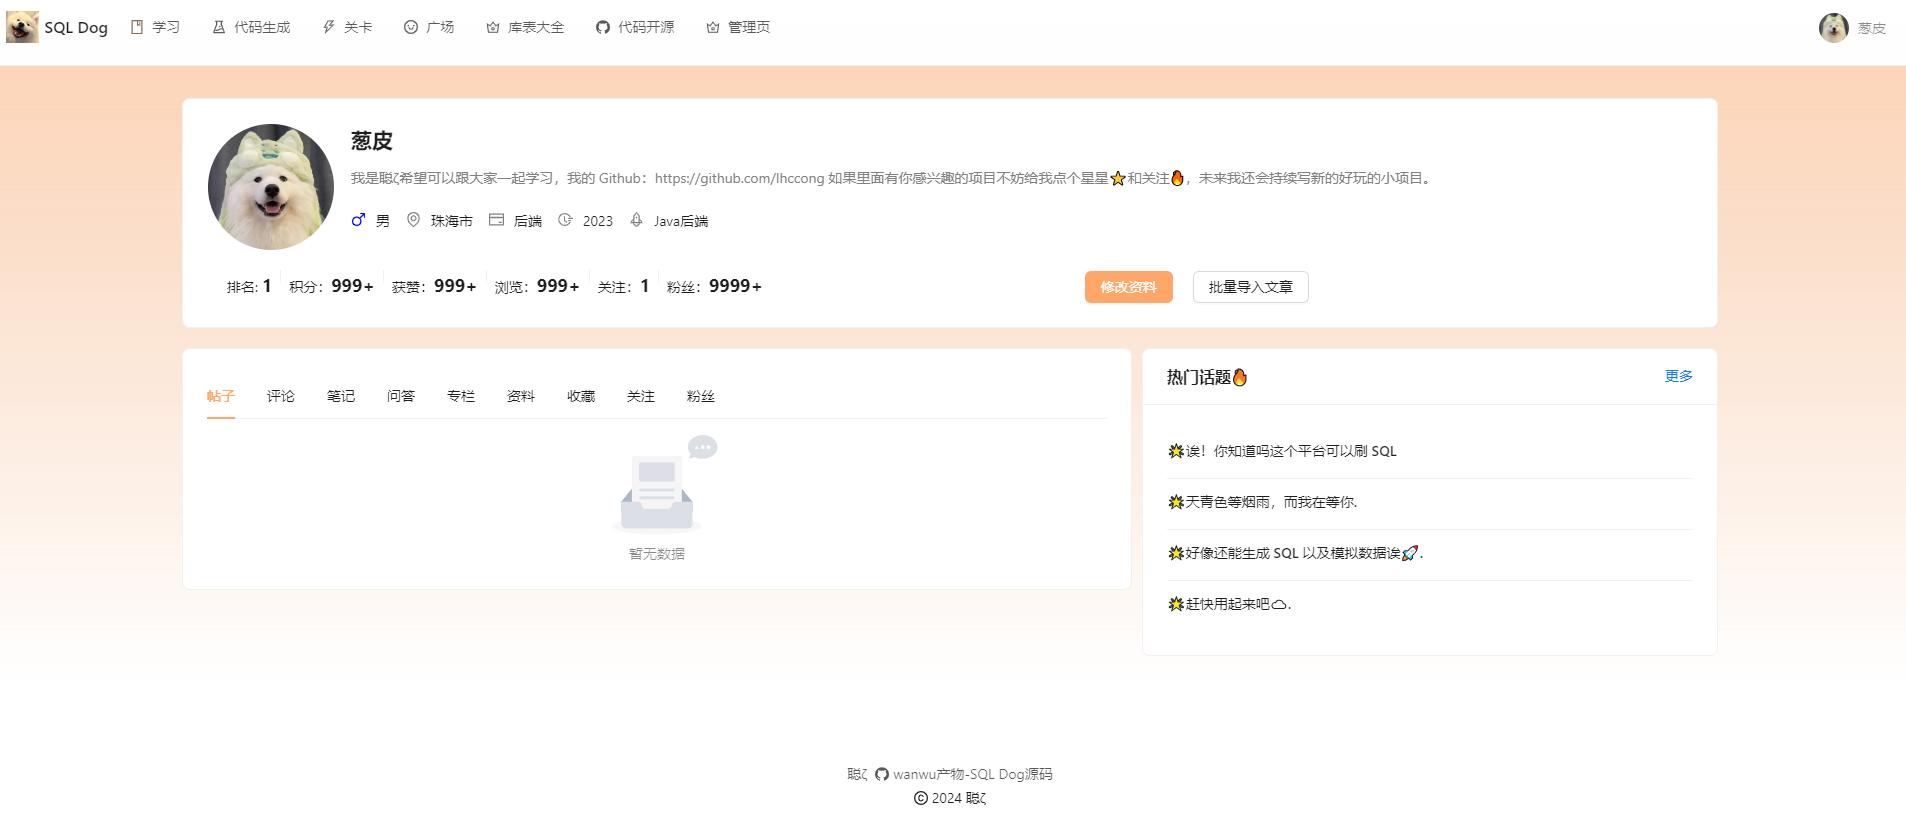 SQL Dog 学习 代码生成 关卡 广场 库表大全 代码开源 管理页 葱皮
葱皮
我是聪ζ希望可以跟大家一起学习，我的 Github：https://github.com/lhccong 如果里面有你感兴趣的项目不妨给我点个星星⭐和关注🔥，未来我还会持续写新的好玩的小项目。
男 珠海市 后端 2023 Java后端
排名: 1 积分：999+ 获赞：999+ 浏览：999+ 关注：1 粉丝：9999+ 修改资料 批量导入文章
帖子 评论 笔记 问答 专栏 资料 收藏 关注 粉丝
暂无数据
热门话题🔥 更多
🌟诶！你知道吗这个平台可以刷 SQL
🌟天青色等烟雨，而我在等你.
🌟好像还能生成 SQL 以及模拟数据诶🚀.
🌟赶快用起来吧☁.
聪ζ wanwu产物-SQL Dog源码
© 2024 聪ζ